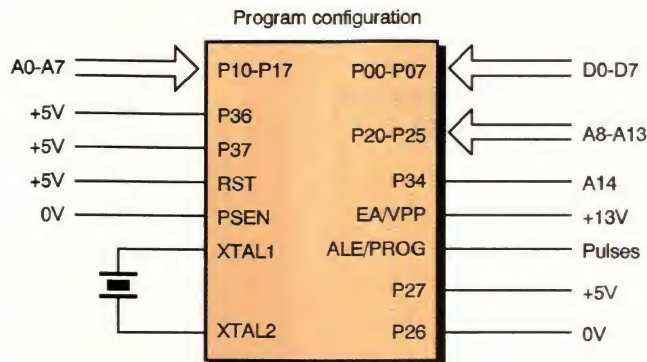 Program configuration
A0-A7 P10-P17 P00-P07 D0-D7
+5V P36
P20-P25 A8-A13
+5V P37
+5V RST P34 A14
0V PSEN EA/VPP +13V
XTAL1 ALE/PROG Pulses
P27 +5V
XTAL2 P26 0V